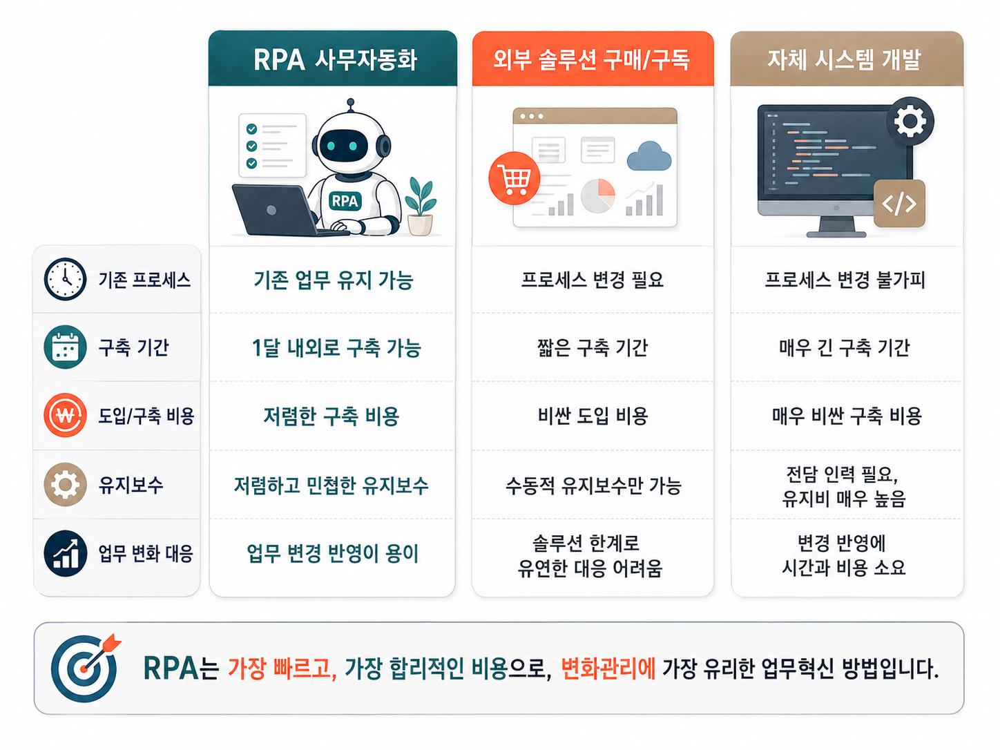 RPA 사무자동화
외부 솔루션 구매/구독
자체 시스템 개발
RPA
</>
기존 프로세스
기존 업무 유지 가능
프로세스 변경 필요
프로세스 변경 불가피
구축 기간
1달 내외로 구축 가능
짧은 구축 기간
매우 긴 구축 기간
₩
도입/구축 비용
저렴한 구축 비용
비싼 도입 비용
매우 비싼 구축 비용
유지보수
저렴하고 민첩한 유지보수
수동적 유지보수만 가능
전담 인력 필요,
유지비 매우 높음
업무 변화 대응
업무 변경 반영이 용이
솔루션 한계로
유연한 대응 어려움
변경 반영에
시간과 비용 소요
RPA는 가장 빠르고, 가장 합리적인 비용으로, 변화관리에 가장 유리한 업무혁신 방법입니다.